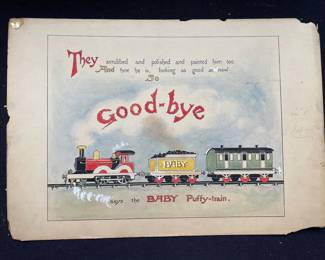 They scrubbed and polished and painted him too
And here he is, looking as good as new!
So
Good-bye
BABY
says the BABY Puffy-train.